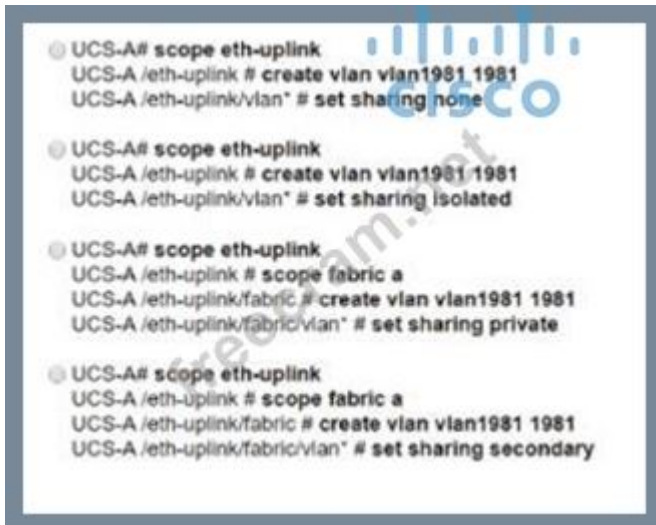 UCS-A# scope eth-uplink
UCS-A /eth-uplink # create vlan vlan1981 1981
UCS-A /eth-uplink/vlan* # set sharing none
CISCO
UCS-A# scope eth-uplink
UCS-A /eth-uplink # create vlan vlan1981 1981
UCS-A /eth-uplink/vlan* # set sharing isolated
UCS-A# scope eth-uplink
UCS-A /eth-uplink # scope fabric a
UCS-A /eth-uplink/fabric # create vlan vlan1981 1981
UCS-A /eth-uplink/fabric/vlan* # set sharing private
UCS-A# scope eth-uplink
UCS-A /eth-uplink # scope fabric a
UCS-A /eth-uplink/fabric # create vlan vlan1981 1981
UCS-A /eth-uplink/fabric/vlan* # set sharing secondary
freecram.net